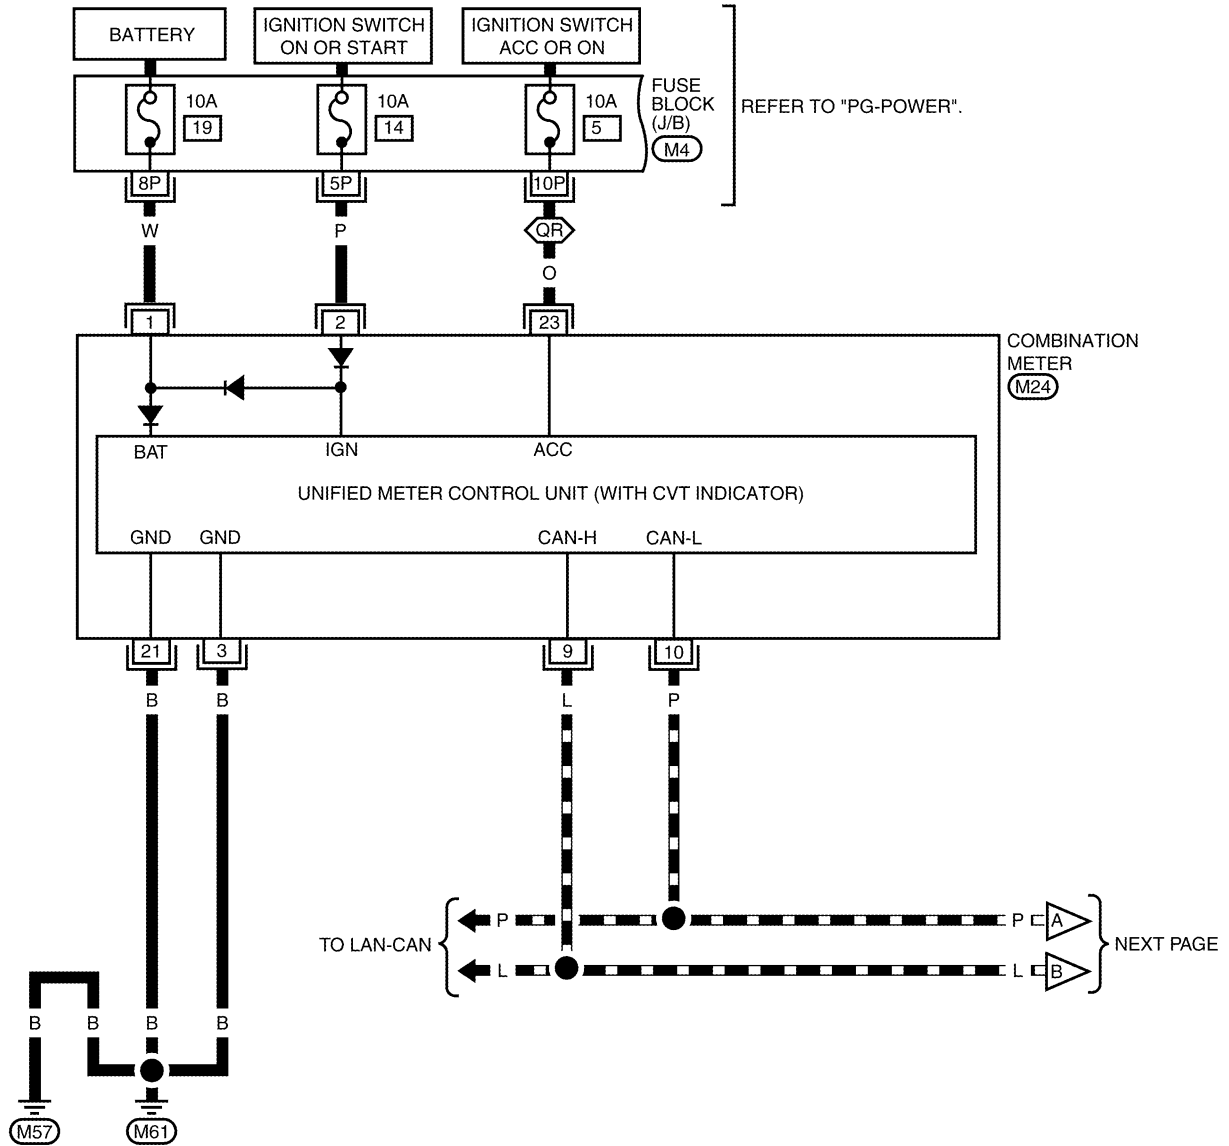 BATTERY
IGNITION SWITCH
ON OR START
IGNITION SWITCH
ACC OR ON
10A
19
10A
14
10A
5
FUSE
BLOCK
(J/B)
M4
REFER TO "PG-POWER".
8P
5P
10P
W
P
QR
O
1
2
23
COMBINATION
METER
M24
BAT
IGN
ACC
UNIFIED METER CONTROL UNIT (WITH CVT INDICATOR)
GND
GND
CAN-H
CAN-L
21
3
9
10
B
B
L
P
TO LAN-CAN
P
P
A
L
L
B
NEXT PAGE
B
B
B
B
M57
M61